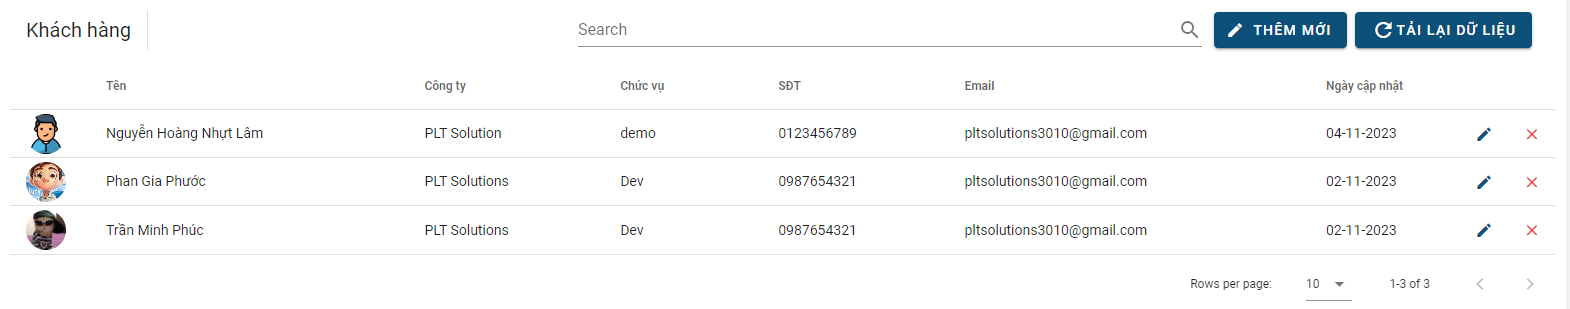 Khách hàng Search THÊM MỚI TẢI LẠI DỮ LIỆU
Tên Công ty Chức vụ SĐT Email Ngày cập nhật
Nguyễn Hoàng Nhựt Lâm PLT Solution demo 0123456789 pltsolutions3010@gmail.com 04-11-2023
Phan Gia Phước PLT Solutions Dev 0987654321 pltsolutions3010@gmail.com 02-11-2023
Trần Minh Phúc PLT Solutions Dev 0987654321 pltsolutions3010@gmail.com 02-11-2023
Rows per page: 10 1-3 of 3